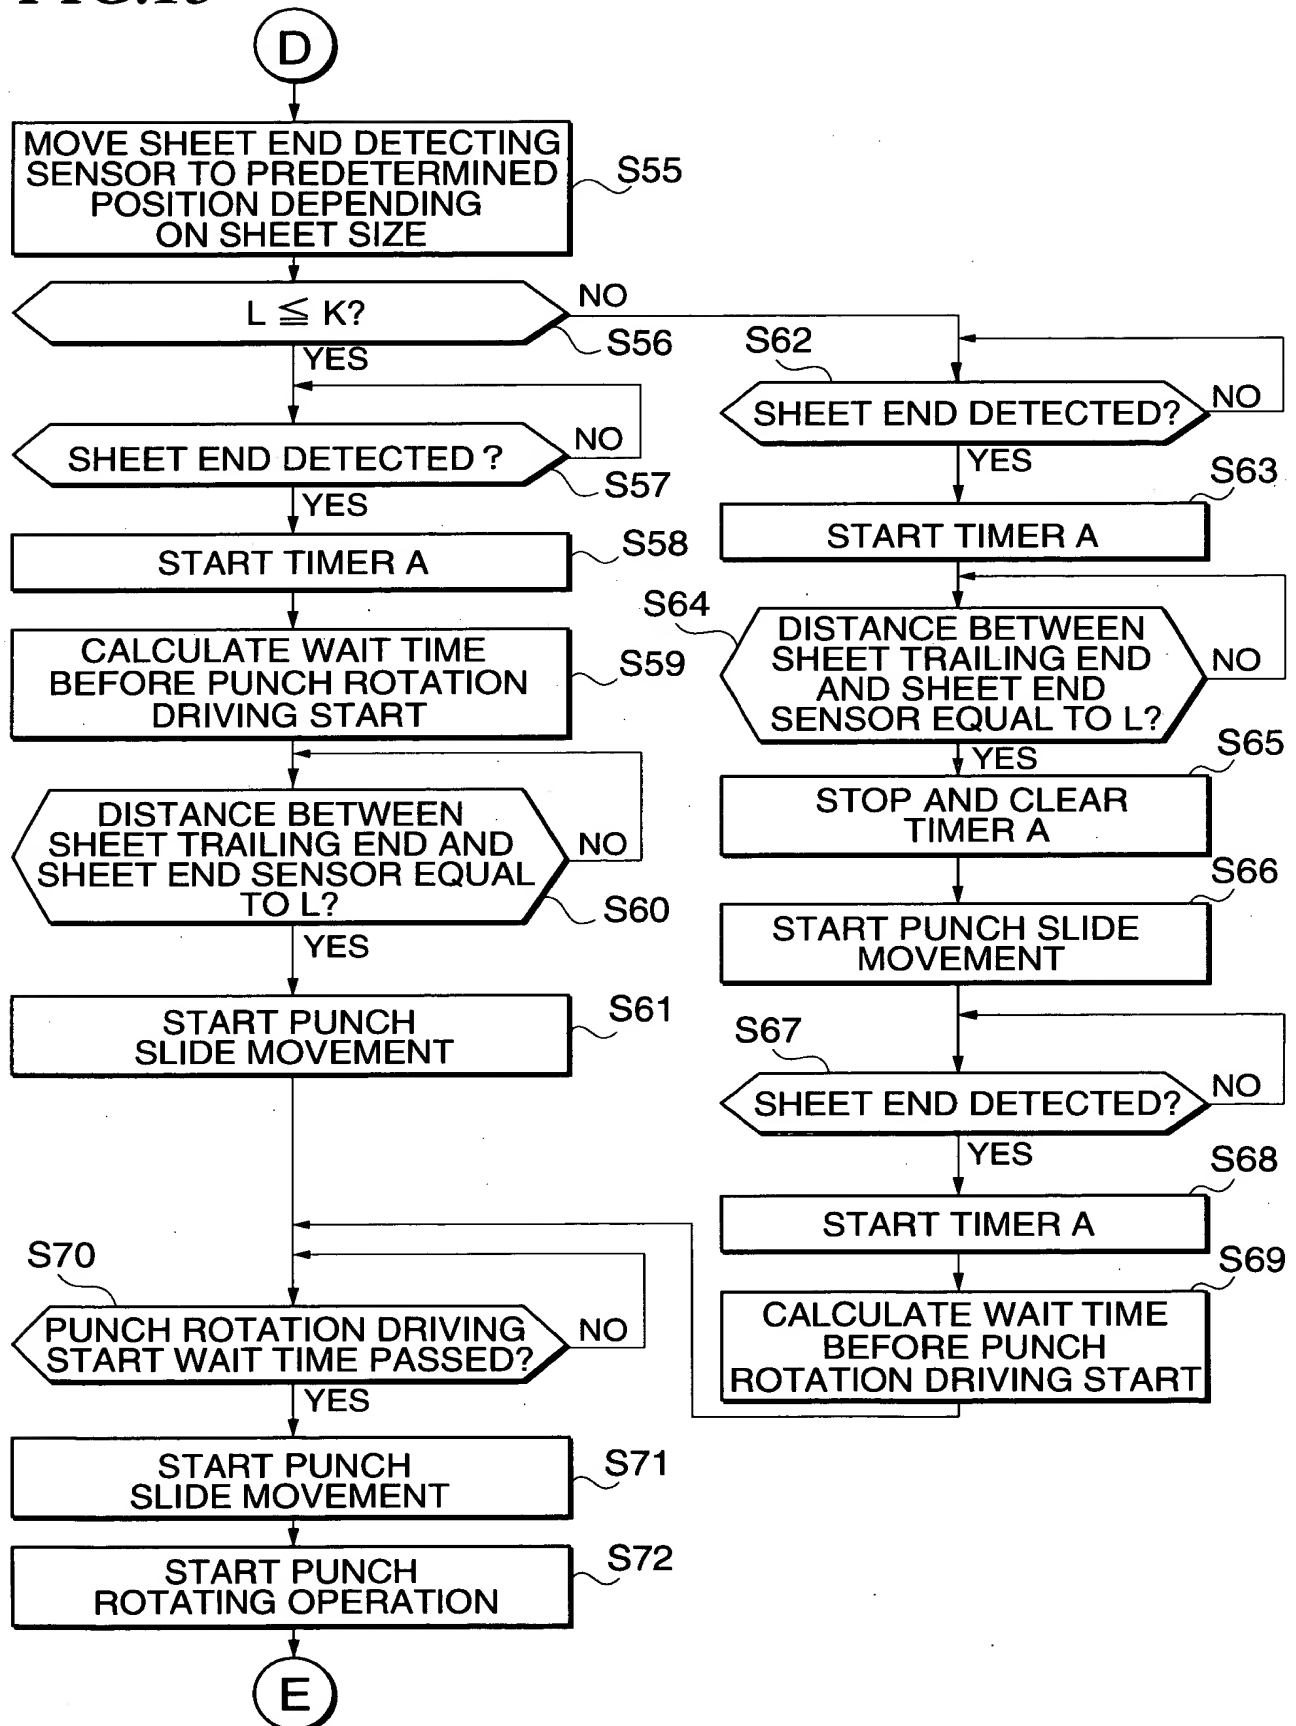 D
MOVE SHEET END DETECTING
SENSOR TO PREDETERMINED
POSITION DEPENDING
ON SHEET SIZE
S55
L ≦ K?
NO
S56
YES
SHEET END DETECTED ?
NO
S57
YES
START TIMER A
S58
CALCULATE WAIT TIME
BEFORE PUNCH ROTATION
DRIVING START
S59
DISTANCE BETWEEN
SHEET TRAILING END AND
SHEET END SENSOR EQUAL
TO L?
NO
S60
YES
START PUNCH
SLIDE MOVEMENT
S61
S62
SHEET END DETECTED?
NO
YES
S63
START TIMER A
S64
DISTANCE BETWEEN
SHEET TRAILING END
AND SHEET END
SENSOR EQUAL TO L?
NO
YES
S65
STOP AND CLEAR
TIMER A
S66
START PUNCH SLIDE
MOVEMENT
S67
SHEET END DETECTED?
NO
YES
S68
START TIMER A
S69
CALCULATE WAIT TIME
BEFORE PUNCH
ROTATION DRIVING START
S70
PUNCH ROTATION DRIVING
START WAIT TIME PASSED?
NO
YES
START PUNCH
SLIDE MOVEMENT
S71
START PUNCH
ROTATING OPERATION
S72
E